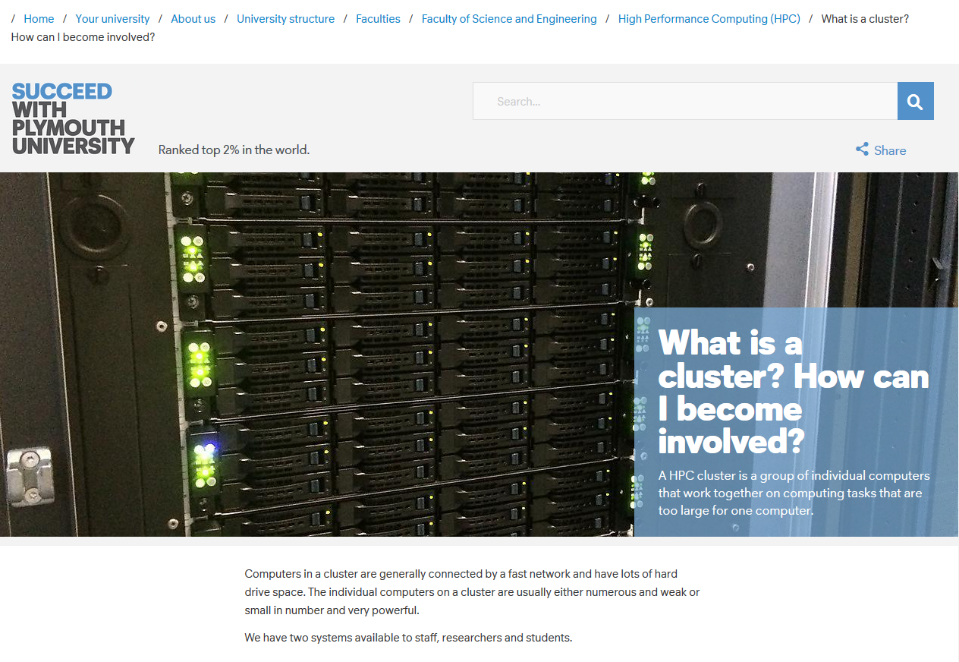 / Home / Your university / About us / University structure / Faculties / Faculty of Science and Engineering / High Performance Computing (HPC) / What is a cluster?
How can I become involved?
SUCCEED
WITH
PLYMOUTH
UNIVERSITY
Search...
Ranked top 2% in the world.
Share
What is a
cluster? How can
I become
involved?
A HPC cluster is a group of individual computers
that work together on computing tasks that are
too large for one computer.
Computers in a cluster are generally connected by a fast network and have lots of hard
drive space. The individual computers on a cluster are usually either numerous and weak or
small in number and very powerful.
We have two systems available to staff, researchers and students.